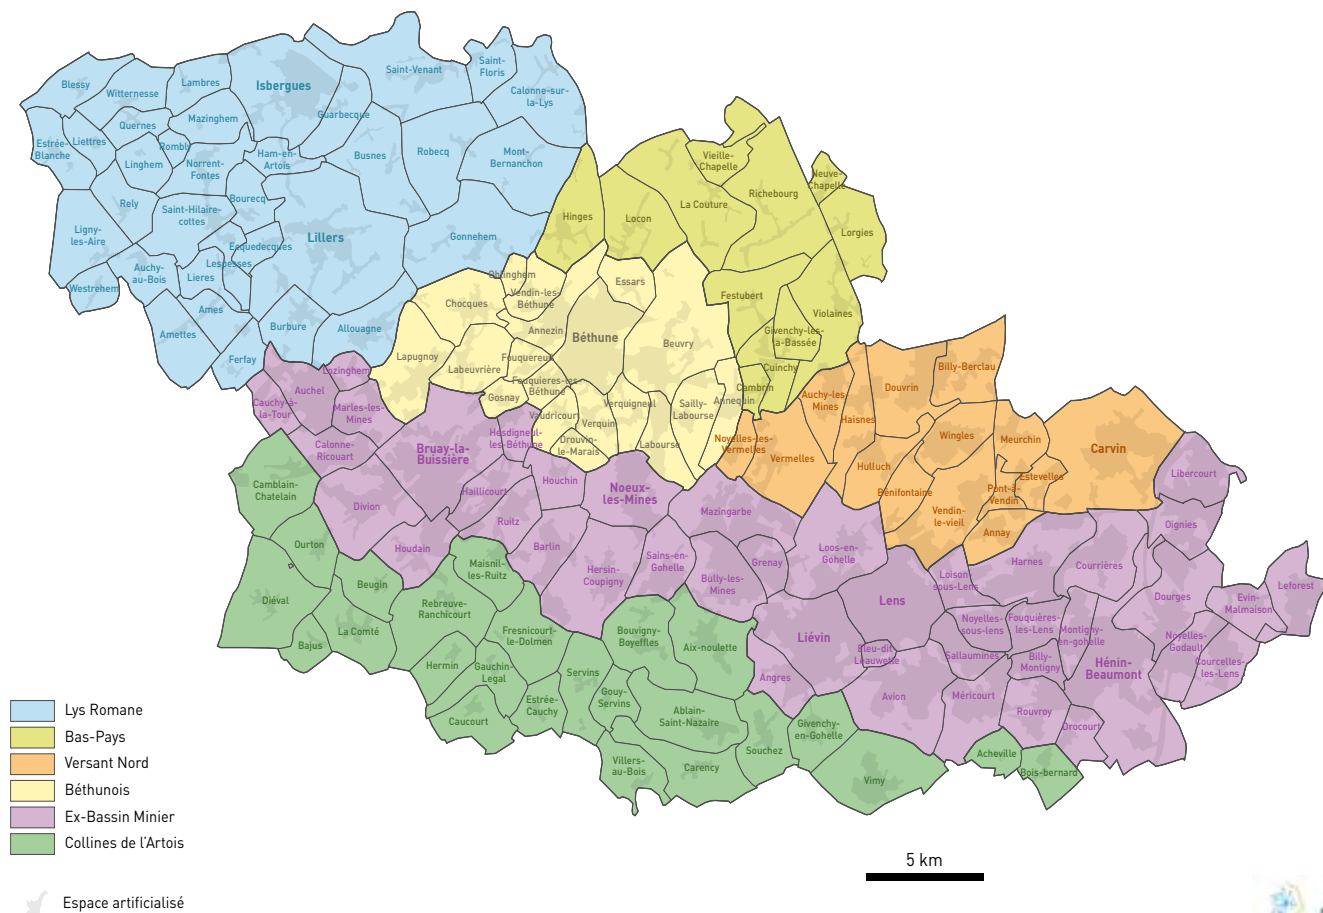 Blessy
Witternesse
Lambres
Isbergues
Saint-Venant
Saint-
Floris
Calonne-sur-
la-Lys
Quernes
Mazinghem
Guarbecque
Estrée-
Blanche
Liettres
Rombly
Linghem
Norrent-
Fontes
Ham-en-
Artois
Busnes
Robecq
Mont-
Bernanchon
Rely
Saint-Hilaire-
cottes
Bourecq
Ligny-
les-Aire
Lillers
Ecquedecques
Gonnehem
Auchy-
au-Bois
Lespesses
Lieres
Westrehem
Ames
Amettes
Burbure
Allouagne
Ferfay
Vieille-
Chapelle
Neuve-
Chapelle
Richebourg
La Couture
Hinges
Locon
Lorgies
Festubert
Violaines
Givenchy-les-
la-Bassée
Cuinchy
Cambrin
Oblinghem
Essars
Chocques
Vendin-les-
Béthune
Annezin
Béthune
Beuvry
Lapugnoy
Labeuvrière
Fouquereuil
Fouquieres-les-
Béthune
Gosnay
Vaudricourt
Verquigneul
Verquin
Sailly-
Labourse
Annequin
Drouvin-
le-Marais
Labourse
Billy-Berclau
Douvrin
Auchy-les-
Mines
Haisnes
Noyelles-les-
Vermelles
Vermelles
Hulluch
Wingles
Meurchin
Carvin
Bénifontaine
Estevelles
Pont-à-
Vendin
Vendin-
le-vieil
Annay
Lozinghem
Auchel
Cauchy-à-
la-Tour
Marles-les-
Mines
Calonne-
Ricouart
Bruay-la-
Buissière
Hesdigneul-
les-Béthune
Divion
Haillicourt
Houchin
Noeux-
les-Mines
Ruitz
Houdain
Barlin
Hersin-
Coupigny
Sains-en-
Gohelle
Mazingarbe
Bully-les-
Mines
Grenay
Loos-en-
Gohelle
Lens
Liévin
Loison-
sous-Lens
Harnes
Courrières
Libercourt
Oignies
Dourges
Evin-
Malmaison
Leforest
Noyelles-
sous-lens
Fouquières-
les-Lens
Montigny-
en-gohelle
Noyelles-
Godault
Courcelles-
les-Lens
Hénin-
Beaumont
Sallaumines
Billy-
Montigny
Eleu-dit-
Leauwette
Angres
Avion
Méricourt
Rouvroy
Drocourt
Camblain-
Chatelain
Ourton
Diéval
Bajus
Beugin
La Comté
Maisnil-
les-Ruitz
Rebreuve-
Ranchicourt
Fresnicourt-
le-Dolmen
Hermin
Gauchin-
Legal
Caucourt
Estrée-
Cauchy
Servins
Gouy-
Servins
Bouvigny-
Boyeffles
Aix-noulette
Ablain-
Saint-Nazaire
Villers-
au-Bois
Carency
Souchez
Givenchy-
en-Gohelle
Vimy
Acheville
Bois-bernard
Lys Romane
Bas-Pays
Versant Nord
Béthunois
Ex-Bassin Minier
Collines de l'Artois
Espace artificialisé
5 km